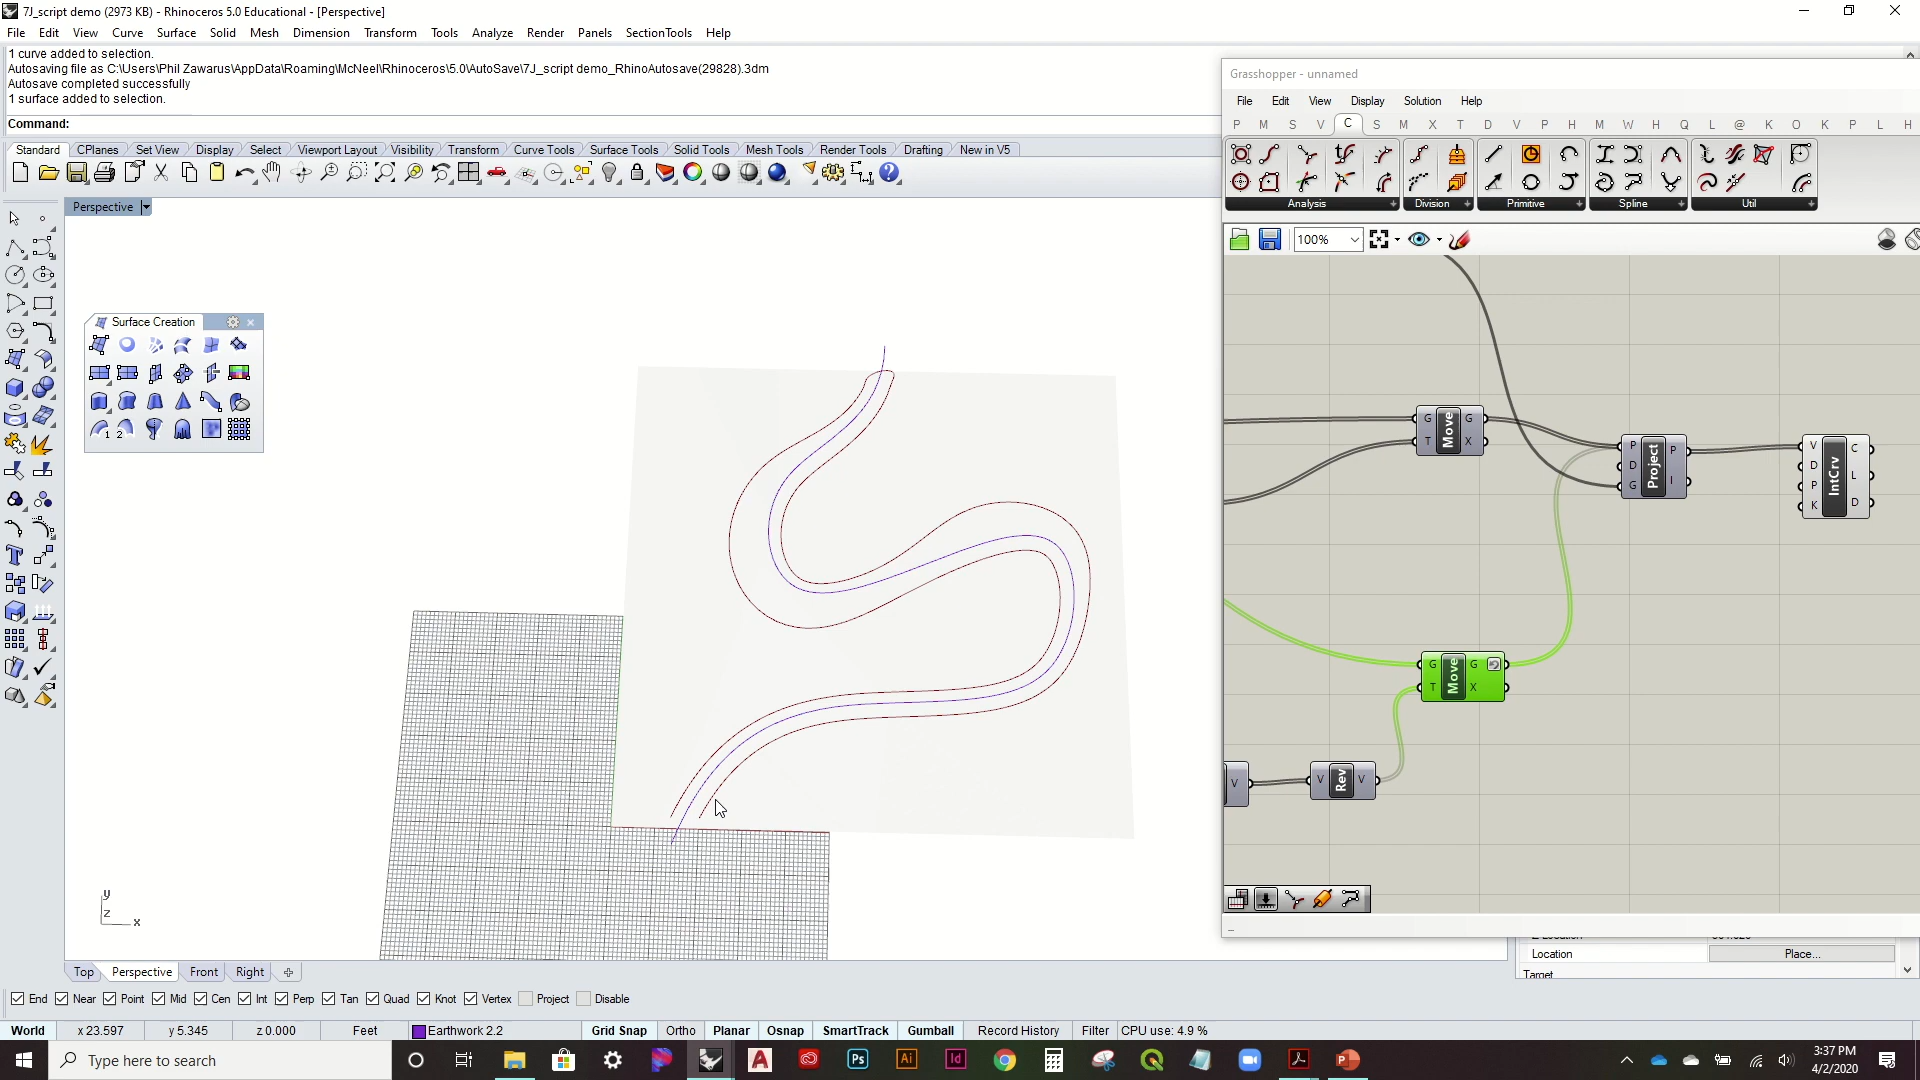 7J_script demo (2973 KB) - Rhinoceros 5.0 Educational - [Perspective]
File Edit View Curve Surface Solid Mesh Dimension Transform Tools Analyze Render Panels SectionTools Help
1 curve added to selection.
Autosaving file as C:\Users\Phil Zawarus\AppData\Roaming\McNeel\Rhinoceros\5.0\AutoSave\7J_script demo_RhinoAutosave(29828).3dm
Autosave completed successfully
1 surface added to selection.
Command:
Standard CPlanes Set View Display Select Viewport Layout Visibility Transform Curve Tools Surface Tools Solid Tools Mesh Tools Render Tools Drafting New in V5
Perspective
Surface Creation
1 2
Grasshopper - unnamed
File Edit View Display Solution Help
P M S V C S M X T D V P H M W H Q L @ K O K P L H
Analysis Division Primitive Spline Util
100%
G T Move G X
P D G Project P I
V D P K IntCrv C L D
G T Move G X
V V Rev V
y
z x
Location Place...
Target
Top Perspective Front Right
End Near Point Mid Cen Int Perp Tan Quad Knot Vertex Project Disable
World x 23.597 y 5.345 z 0.000 Feet Earthwork 2.2 Grid Snap Ortho Planar Osnap SmartTrack Gumball Record History Filter CPU use: 4.9 %
Type here to search
Ps Ai Id
3:37 PM
4/2/2020